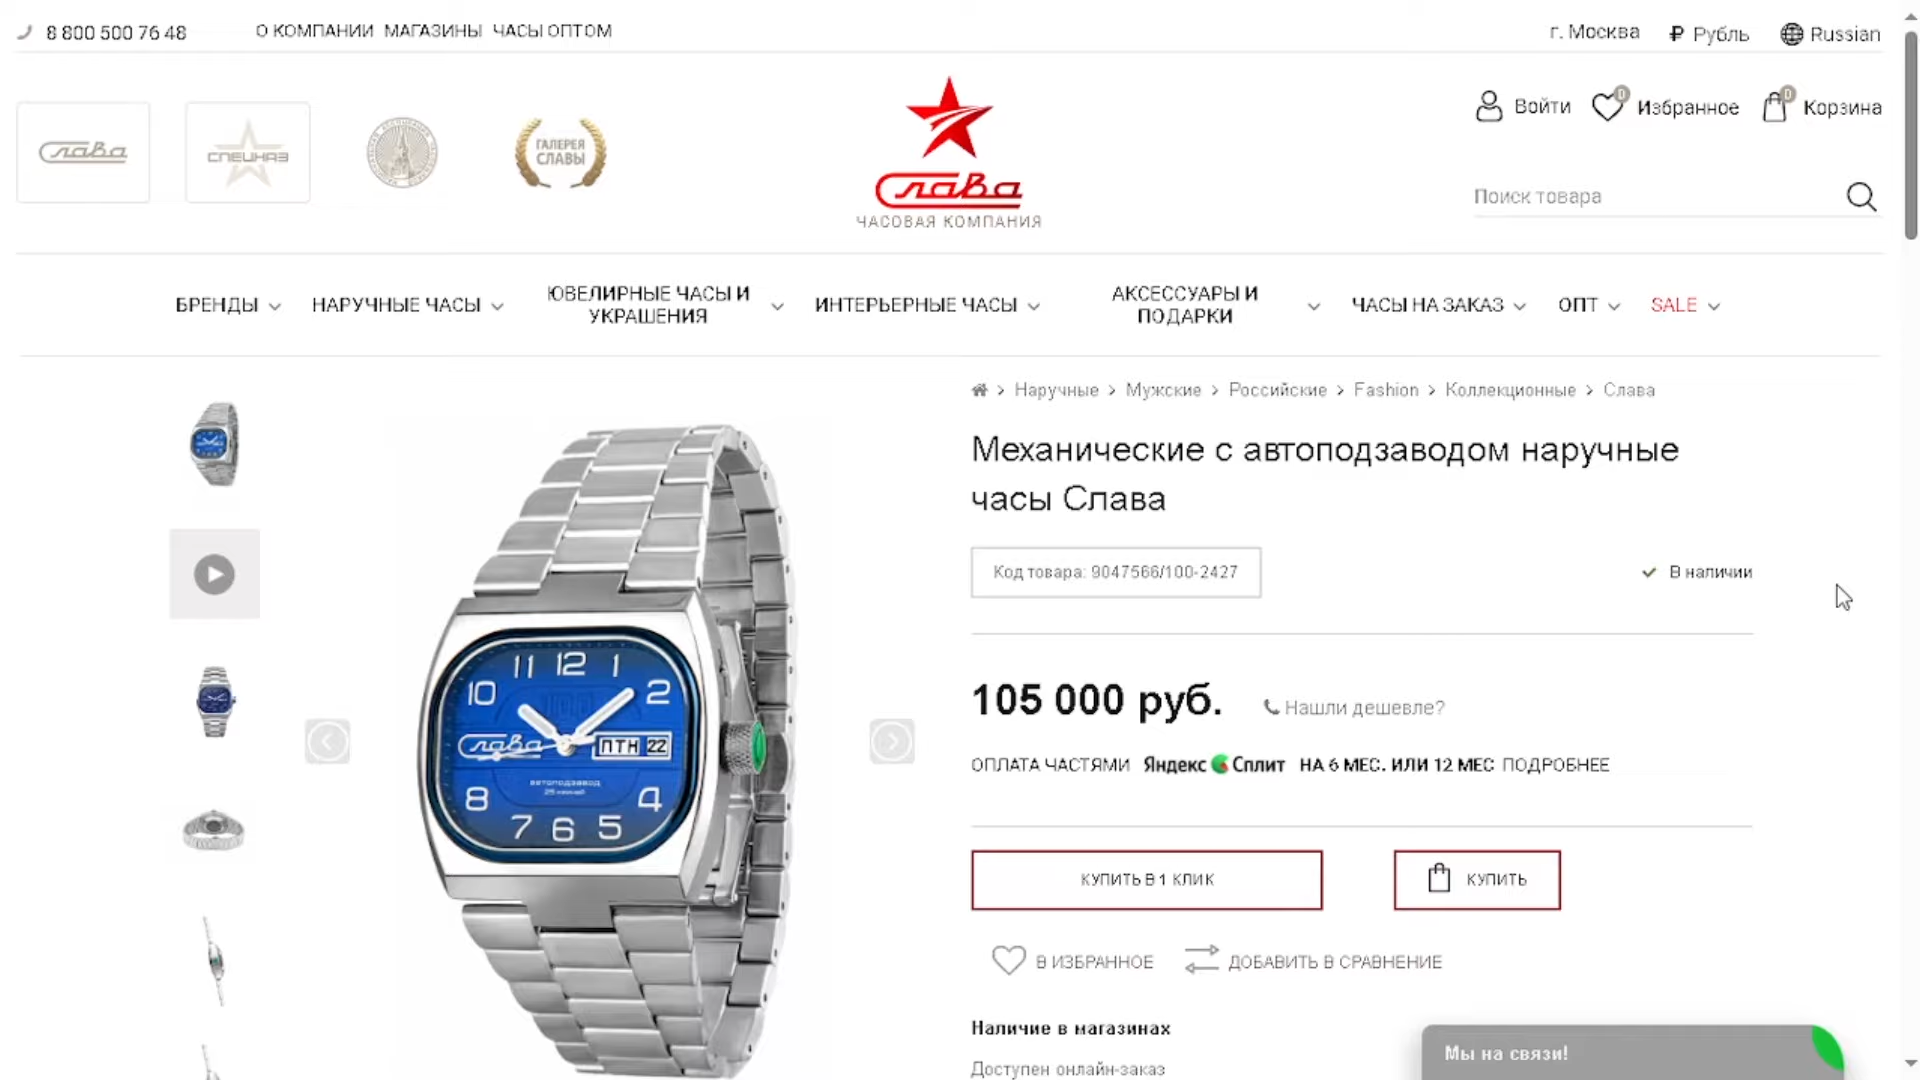 8 800 500 76 48
О КОМПАНИИ МАГАЗИНЫ ЧАСЫ ОПТОМ
г. Москва
₽ Рубль
Russian
Слава
СПЕЦНАЗ
ГАЛЕРЕЯ
СЛАВЫ
Слава
ЧАСОВАЯ КОМПАНИЯ
Войти
0
Избранное
0
Корзина
Поиск товара
БРЕНДЫ
НАРУЧНЫЕ ЧАСЫ
ЮВЕЛИРНЫЕ ЧАСЫ И
УКРАШЕНИЯ
ИНТЕРЬЕРНЫЕ ЧАСЫ
АКСЕССУАРЫ И
ПОДАРКИ
ЧАСЫ НА ЗАКАЗ
ОПТ
SALE
Наручные > Мужские > Российские > Fashion > Коллекционные > Слава
Механические с автоподзаводом наручные
часы Слава
Код товара: 9047566/100-2427
В наличии
105 000 руб.
Нашли дешевле?
ОПЛАТА ЧАСТЯМИ Яндекс Сплит НА 6 МЕС. ИЛИ 12 МЕС ПОДРОБНЕЕ
КУПИТЬ В 1 КЛИК
КУПИТЬ
В ИЗБРАННОЕ
ДОБАВИТЬ В СРАВНЕНИЕ
Наличие в магазинах
Доступен онлайн-заказ
Мы на связи!
11 12 1
10 2
Слава ПТН 22
автоподзавод
8 4
7 6 5